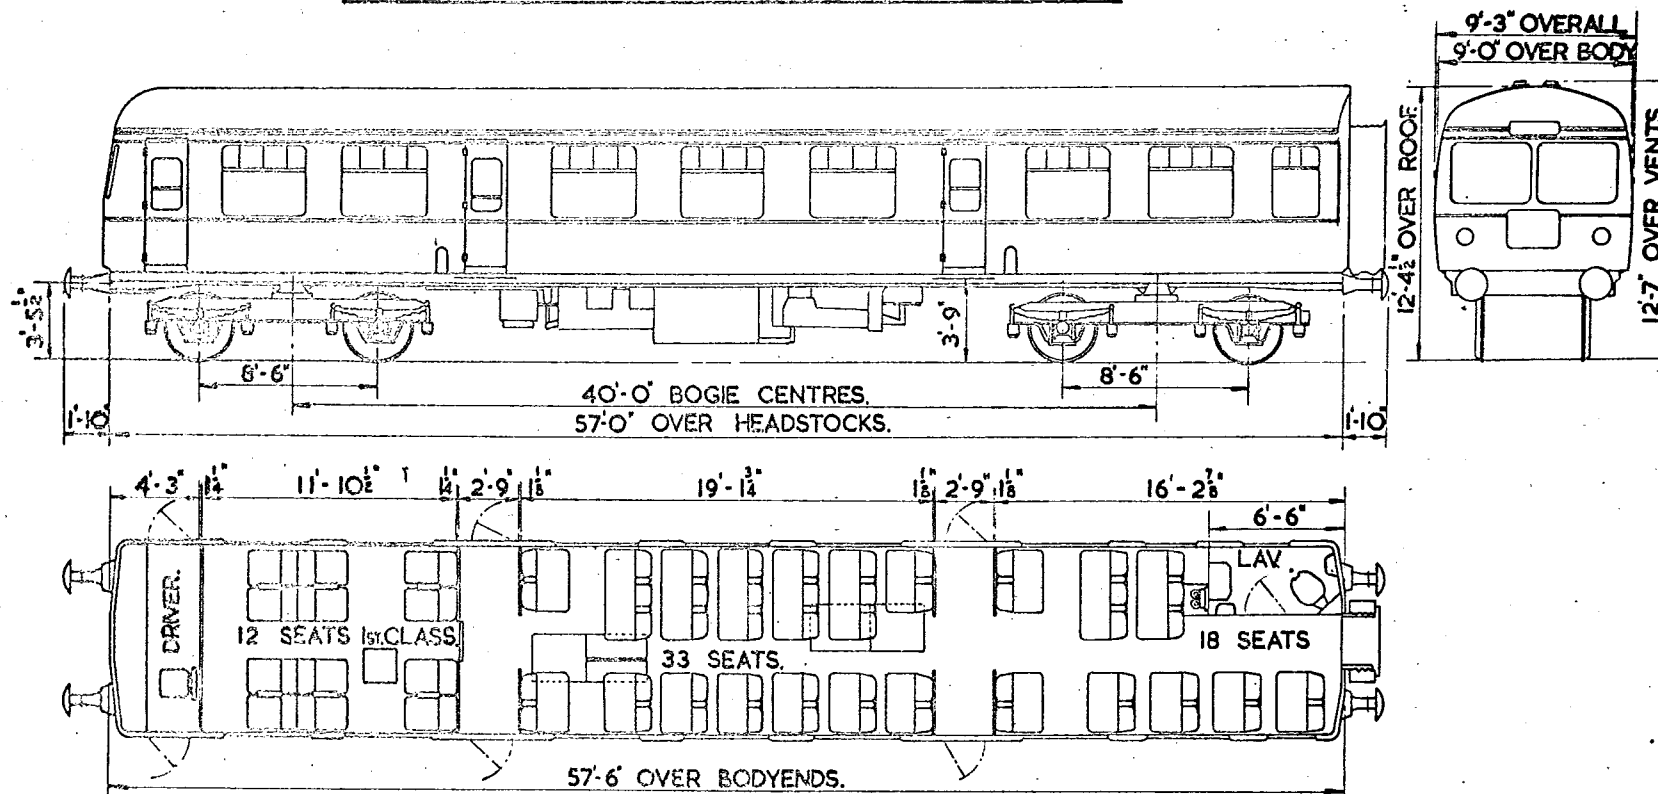 9'-3" OVERALL
9'-0" OVER BODY
12'-4½" OVER ROOF.
12'-7" OVER VENTS
3'-5½"
3'-9"
8'-6"
8'-6"
40'-0" BOGIE CENTRES.
1'-10"
57'-0" OVER HEADSTOCKS.
1'-10"
4'-3" 1¼" 11'-10½" 1¼" 2'-9" 1⅛" 19'-1¾" 1⅛" 2'-9" 1⅛" 16'-2⅞"
6'-6"
DRIVER.
LAV.
12 SEATS 1ST. CLASS.
33 SEATS.
18 SEATS
57'-6" OVER BODYENDS.